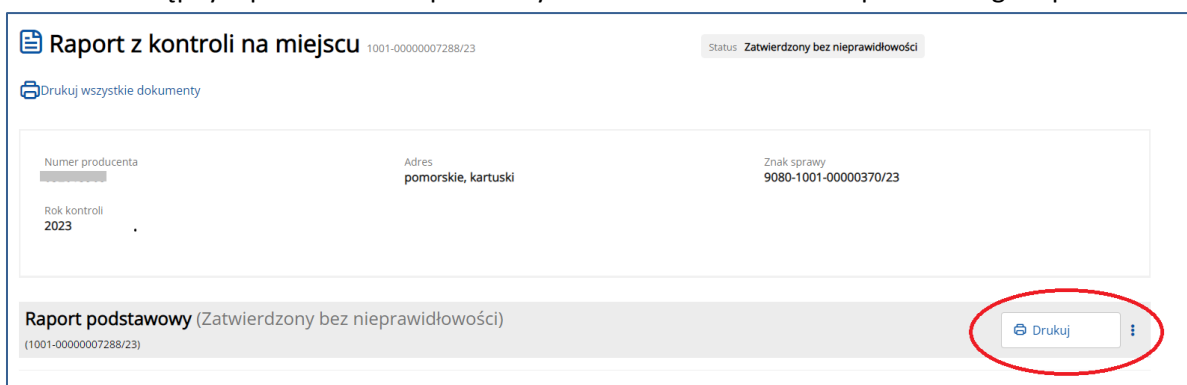 Raport z kontroli na miejscu 1001-00000007288/23
Status Zatwierdzony bez nieprawidłowości
Drukuj wszystkie dokumenty
Numer producenta
Adres
pomorskie, kartuski
Znak sprawy
9080-1001-00000370/23
Rok kontroli
2023
Raport podstawowy (Zatwierdzony bez nieprawidłowości)
(1001-00000007288/23)
Drukuj